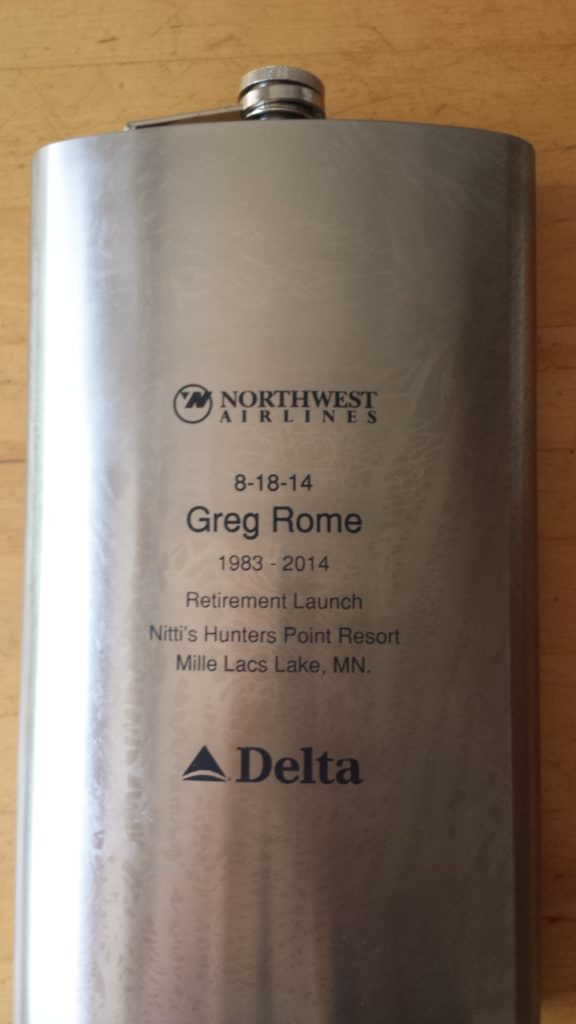 NORTHWEST
AIRLINES
8-18-14
Greg Rome
1983 - 2014
Retirement Launch
Nitti's Hunters Point Resort
Mille Lacs Lake, MN.
Delta